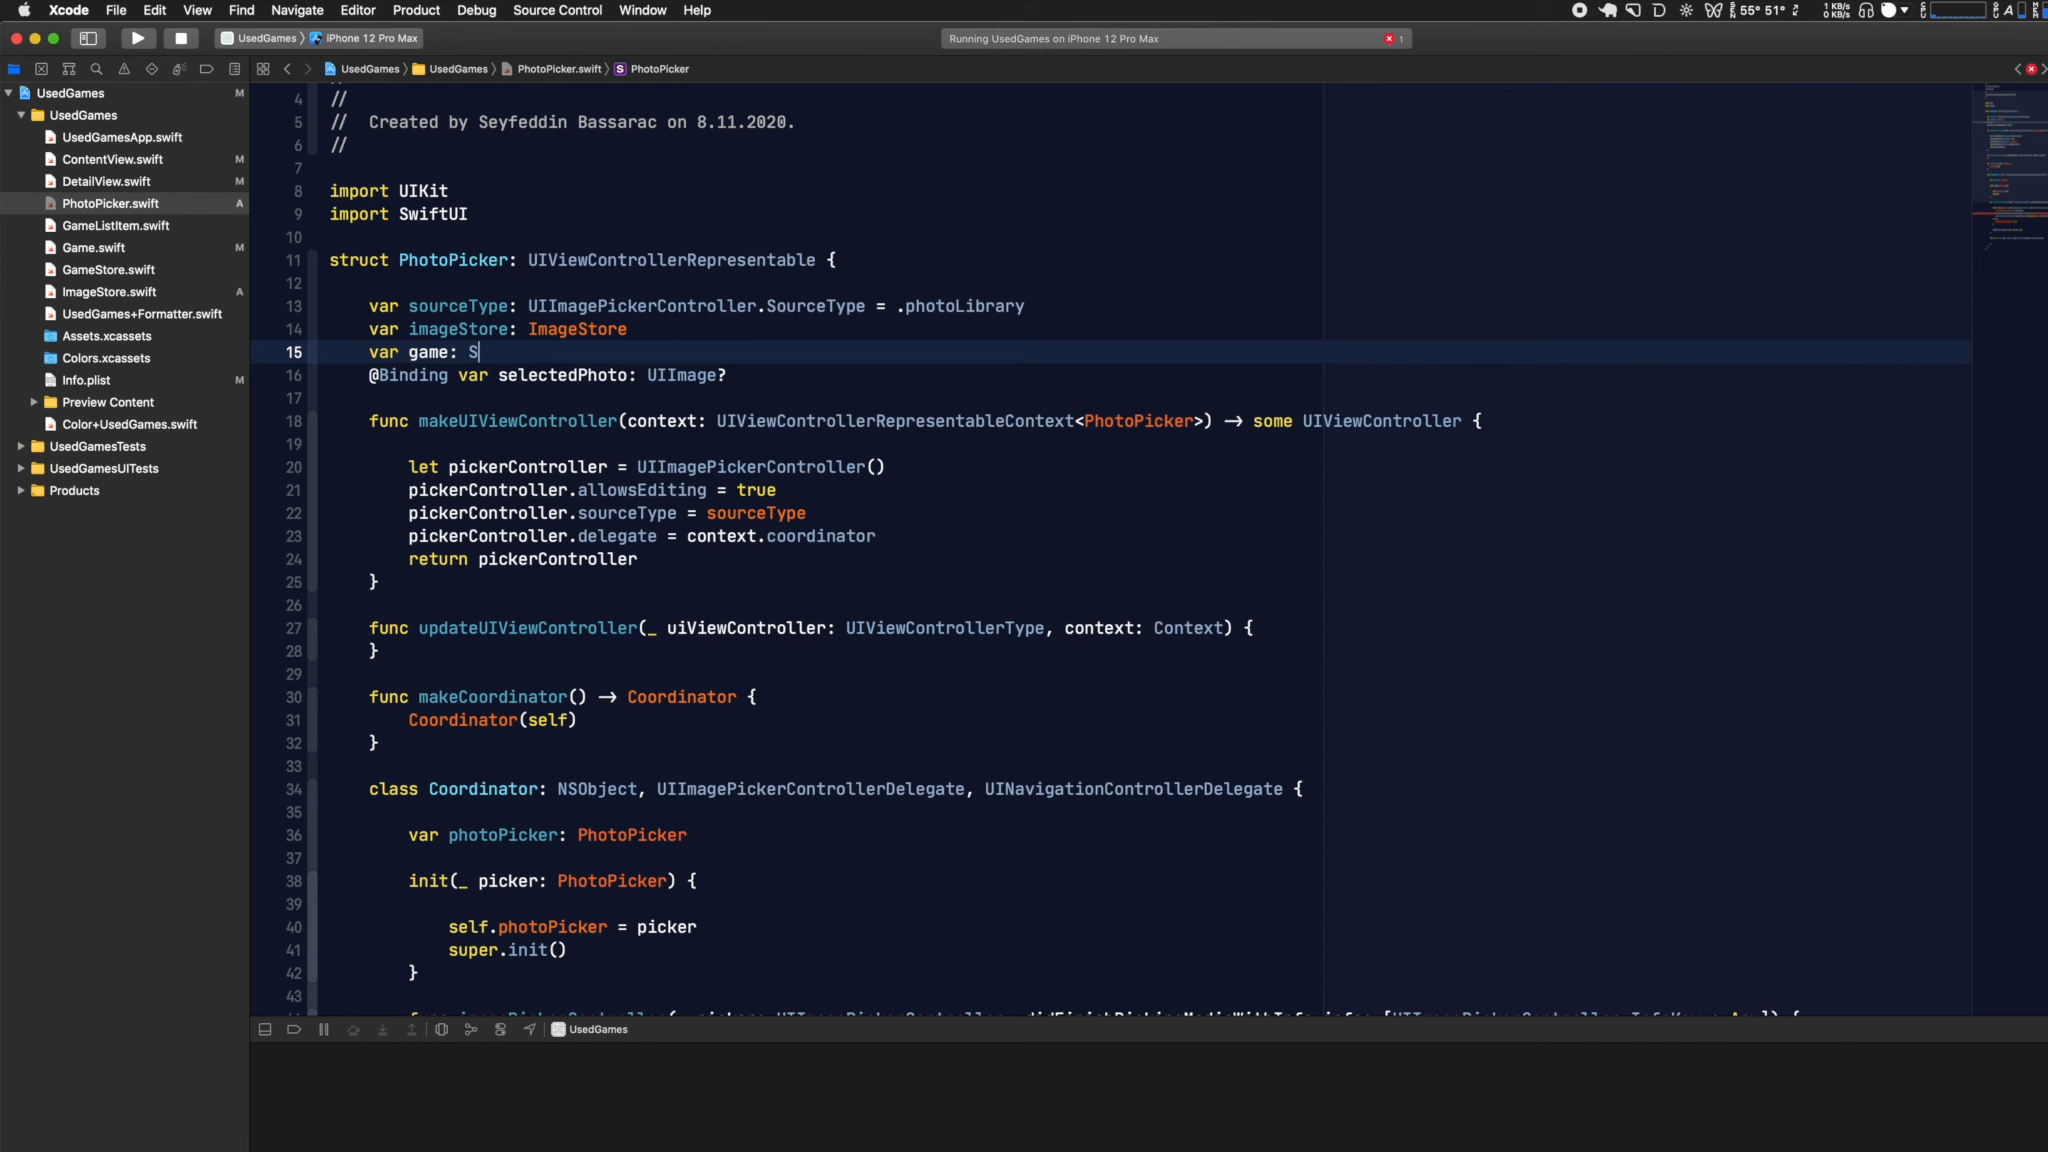 Xcode File Edit View Find Navigate Editor Product Debug Source Control Window Help
55° 51° 1 KB/s
0 KB/s
UsedGames iPhone 12 Pro Max
Running UsedGames on iPhone 12 Pro Max 1
UsedGames UsedGames PhotoPicker.swift S PhotoPicker
UsedGames M
UsedGames
UsedGamesApp.swift
ContentView.swift M
DetailView.swift M
PhotoPicker.swift A
GameListItem.swift
Game.swift M
GameStore.swift
ImageStore.swift A
UsedGames+Formatter.swift
Assets.xcassets
Colors.xcassets
Info.plist M
Preview Content
Color+UsedGames.swift
UsedGamesTests
UsedGamesUITests
Products
4 //
5 // Created by Seyfeddin Bassarac on 8.11.2020.
6 //
7
8 import UIKit
9 import SwiftUI
10
11 struct PhotoPicker: UIViewControllerRepresentable {
12
13 var sourceType: UIImagePickerController.SourceType = .photoLibrary
14 var imageStore: ImageStore
15 var game: S
16 @Binding var selectedPhoto: UIImage?
17
18 func makeUIViewController(context: UIViewControllerRepresentableContext<PhotoPicker>) → some UIViewController {
19
20 let pickerController = UIImagePickerController()
21 pickerController.allowsEditing = true
22 pickerController.sourceType = sourceType
23 pickerController.delegate = context.coordinator
24 return pickerController
25 }
26
27 func updateUIViewController(_ uiViewController: UIViewControllerType, context: Context) {
28 }
29
30 func makeCoordinator() → Coordinator {
31 Coordinator(self)
32 }
33
34 class Coordinator: NSObject, UIImagePickerControllerDelegate, UINavigationControllerDelegate {
35
36 var photoPicker: PhotoPicker
37
38 init(_ picker: PhotoPicker) {
39
40 self.photoPicker = picker
41 super.init()
42 }
43
UsedGames